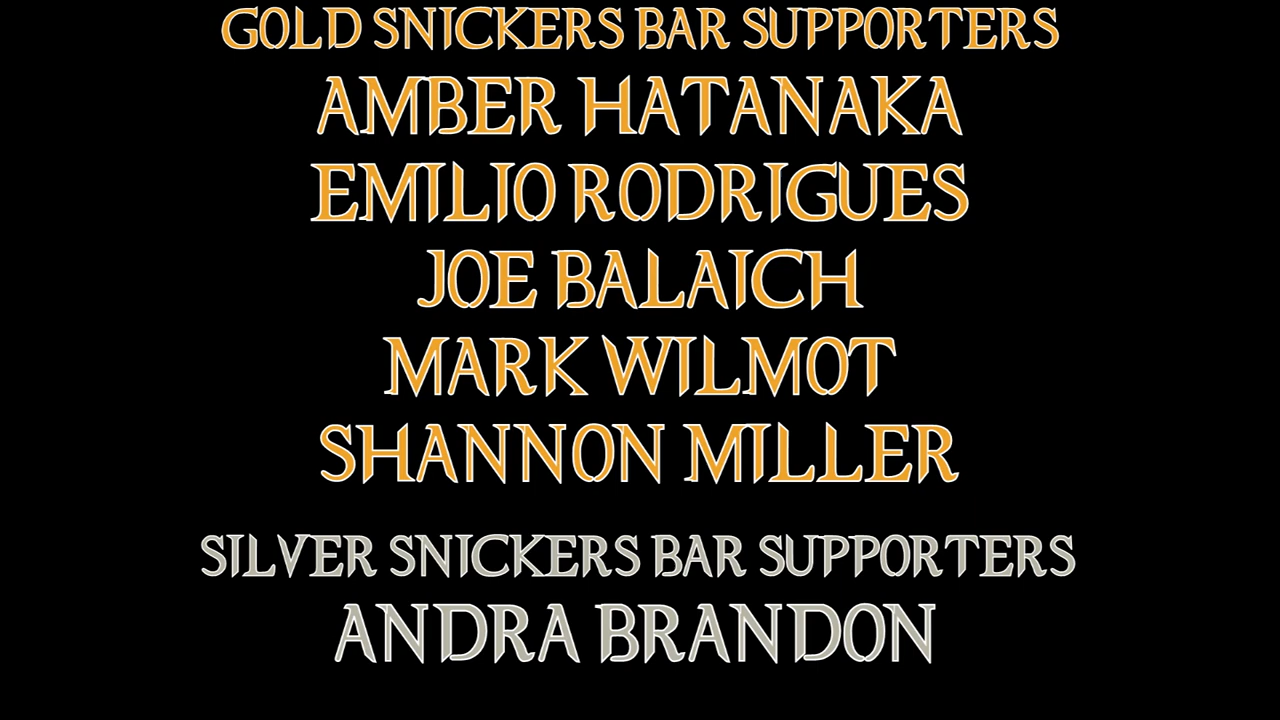 GOLD SNICKERS BAR SUPPORTERS
AMBER HATANAKA
EMILIO RODRIGUES
JOE BALAICH
MARK WILMOT
SHANNON MILLER
SILVER SNICKERS BAR SUPPORTERS
ANDRA BRANDON